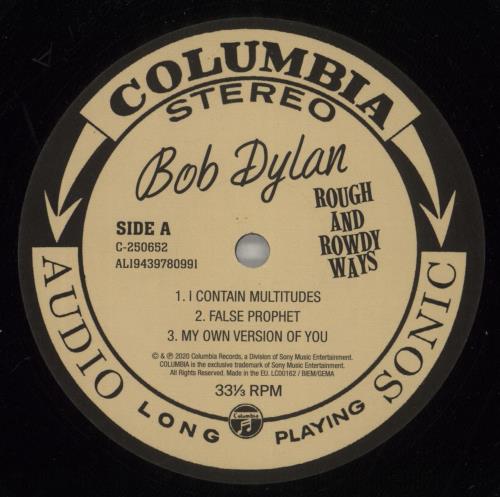 COLUMBIA
STEREO
Bob Dylan
ROUGH
AND
ROWDY
WAYS
SIDE A
C-250652
AL19439780991
1. I CONTAIN MULTITUDES
2. FALSE PROPHET
3. MY OWN VERSION OF YOU
© & ℗ 2020 Columbia Records, a Division of Sony Music Entertainment.
COLUMBIA is the exclusive trademark of Sony Music Entertainment.
All Rights Reserved. Made in the EU. LC00162 / BIEM/GEMA
33⅓ RPM
Columbia
AUDIO
LONG
PLAYING
SONIC